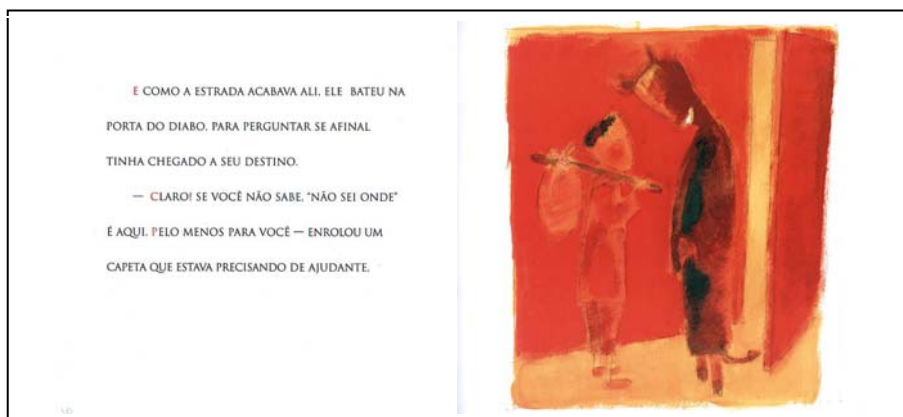 E COMO A ESTRADA ACABAVA ALI, ELE BATEU NA
PORTA DO DIABO, PARA PERGUNTAR SE AFINAL
TINHA CHEGADO A SEU DESTINO.
— CLARO! SE VOCÊ NÃO SABE, "NÃO SEI ONDE"
É AQUI. PELO MENOS PARA VOCÊ — ENROLOU UM
CAPETA QUE ESTAVA PRECISANDO DE AJUDANTE.